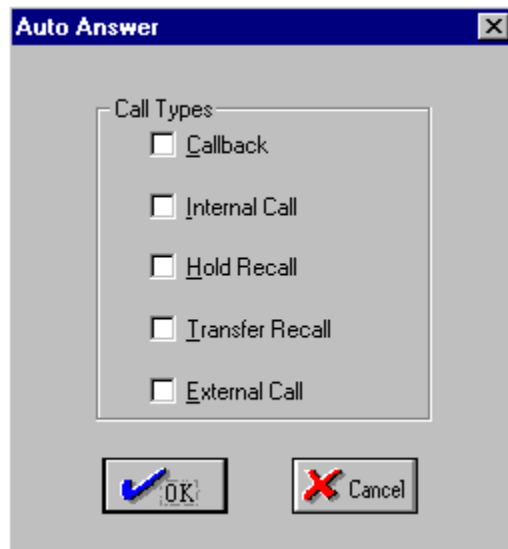 Auto Answer
Call Types
Callback
Internal Call
Hold Recall
Transfer Recall
External Call
OK
Cancel